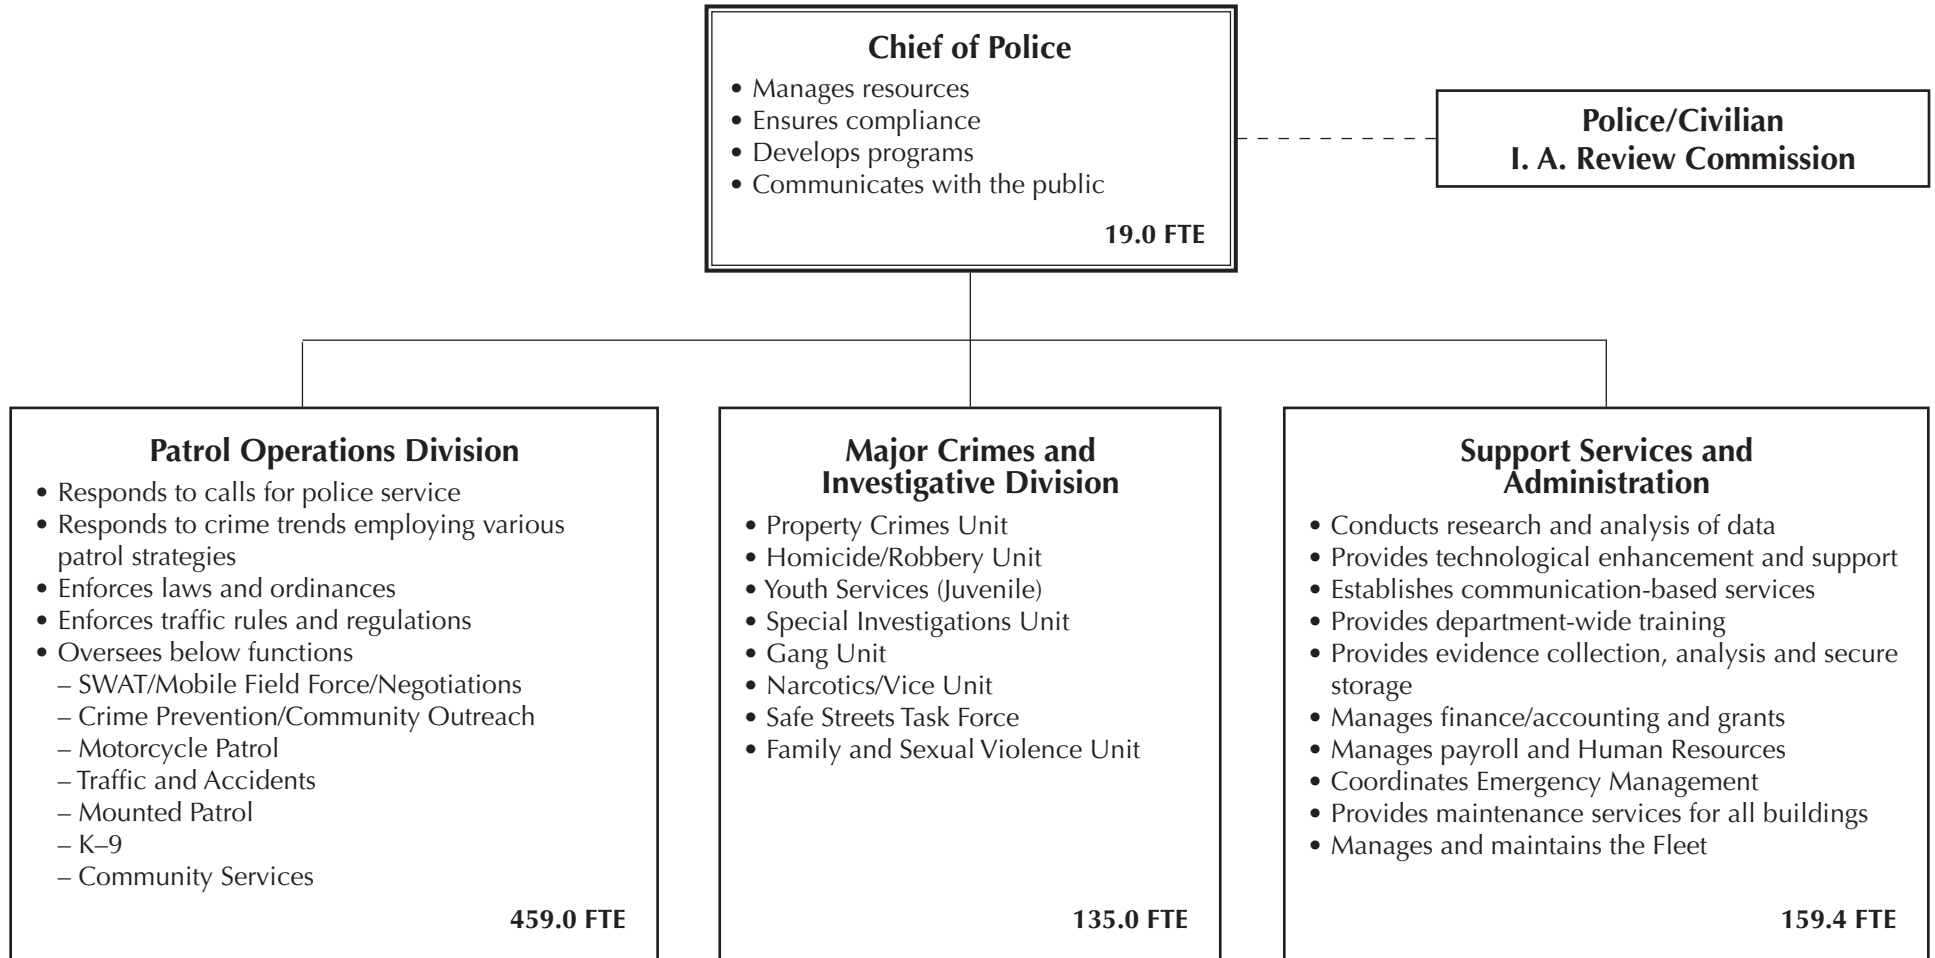 Chief of Police
• Manages resources
• Ensures compliance
• Develops programs
• Communicates with the public
19.0 FTE
Police/Civilian
I. A. Review Commission
Patrol Operations Division
• Responds to calls for police service
• Responds to crime trends employing various
patrol strategies
• Enforces laws and ordinances
• Enforces traffic rules and regulations
• Oversees below functions
– SWAT/Mobile Field Force/Negotiations
– Crime Prevention/Community Outreach
– Motorcycle Patrol
– Traffic and Accidents
– Mounted Patrol
– K–9
– Community Services
459.0 FTE
Major Crimes and
Investigative Division
• Property Crimes Unit
• Homicide/Robbery Unit
• Youth Services (Juvenile)
• Special Investigations Unit
• Gang Unit
• Narcotics/Vice Unit
• Safe Streets Task Force
• Family and Sexual Violence Unit
135.0 FTE
Support Services and
Administration
• Conducts research and analysis of data
• Provides technological enhancement and support
• Establishes communication-based services
• Provides department-wide training
• Provides evidence collection, analysis and secure
storage
• Manages finance/accounting and grants
• Manages payroll and Human Resources
• Coordinates Emergency Management
• Provides maintenance services for all buildings
• Manages and maintains the Fleet
159.4 FTE